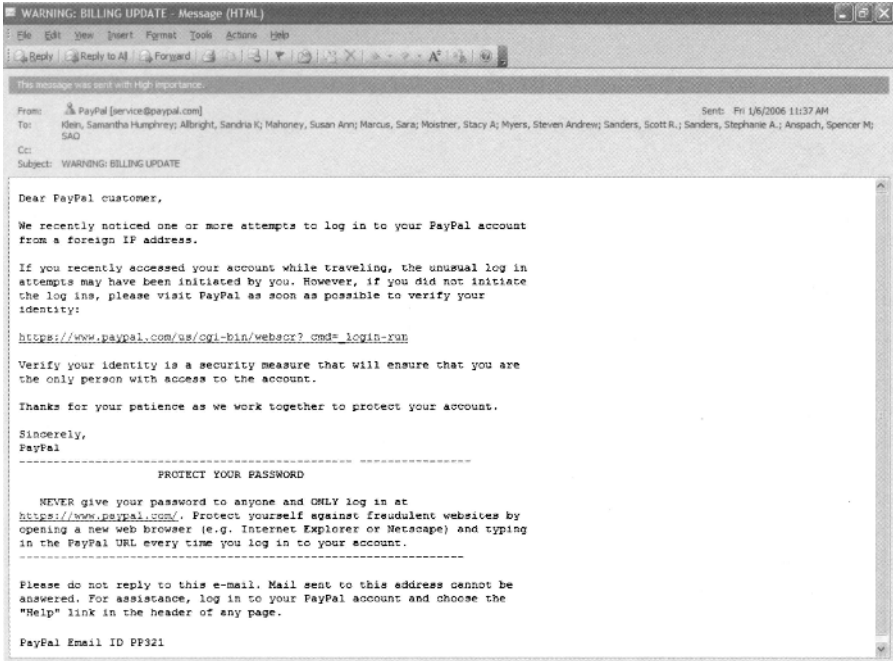 WARNING: BILLING UPDATE - Message (HTML)
File Edit View Insert Format Tools Actions Help
Reply Reply to All Forward
This message was sent with High importance.
From: PayPal [service@paypal.com] Sent: Fri 1/6/2006 11:37 AM
To: Klein, Samantha Humphrey; Albright, Sandria K; Mahoney, Susan Ann; Marcus, Sara; Moistner, Stacy A; Myers, Steven Andrew; Sanders, Scott R.; Sanders, Stephanie A.; Anspach, Spencer M;
SAO
Cc:
Subject: WARNING: BILLING UPDATE
Dear PayPal customer,
We recently noticed one or more attempts to log in to your PayPal account
from a foreign IP address.
If you recently accessed your account while traveling, the unusual log in
attempts may have been initiated by you. However, if you did not initiate
the log ins, please visit PayPal as soon as possible to verify your
identity:
https://www.paypal.com/us/cgi-bin/webscr?_cmd=_login-run
Verify your identity is a security measure that will ensure that you are
the only person with access to the account.
Thanks for your patience as we work together to protect your account.
Sincerely,
PayPal
PROTECT YOUR PASSWORD
NEVER give your password to anyone and ONLY log in at
https://www.paypal.com/. Protect yourself against fraudulent websites by
opening a new web browser (e.g. Internet Explorer or Netscape) and typing
in the PayPal URL every time you log in to your account.
Please do not reply to this e-mail. Mail sent to this address cannot be
answered. For assistance, log in to your PayPal account and choose the
"Help" link in the header of any page.
PayPal Email ID PP321